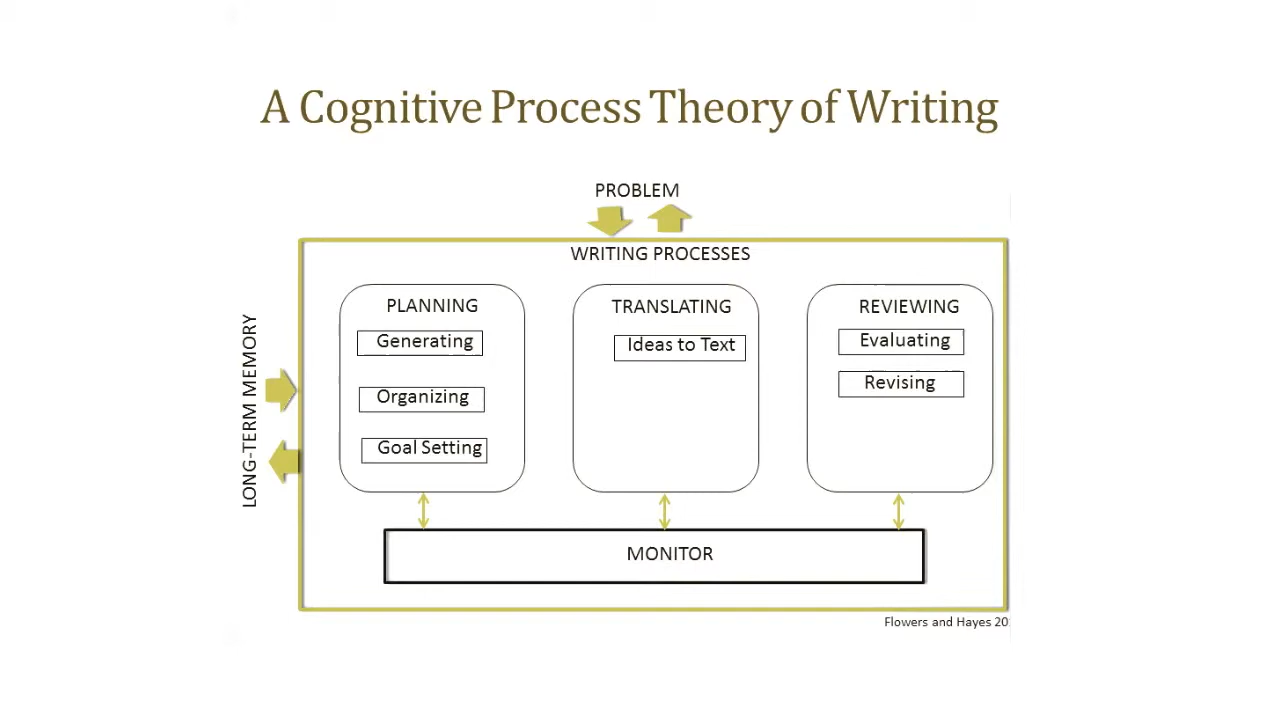 A Cognitive Process Theory of Writing
PROBLEM
WRITING PROCESSES
LONG-TERM MEMORY
PLANNING
Generating
Organizing
Goal Setting
TRANSLATING
Ideas to Text
REVIEWING
Evaluating
Revising
MONITOR
Flowers and Hayes 20